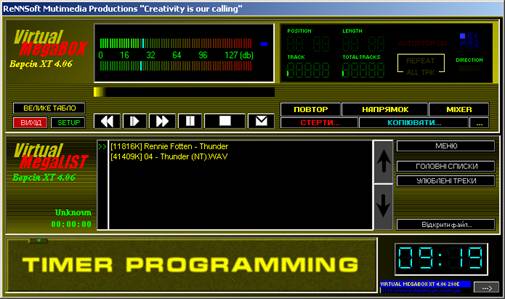 ReNNSoft Mutimedia Productions "Creativity is our calling"
Virtual
MegaBOX
Версія XT 4.06
0 16 32 64 96 127 (db)
POSITION LENGTH
TRACK TOTAL TRACKS
REPEAT
ALL TRK
DIRECTION
ВЕЛИКЕ ТАБЛО
ВИХІД SETUP
ПОВТОР НАПРЯМОК MIXER
СТЕРТИ... КОПІЮВАТИ... ...
Virtual
MegaLIST
Версія XT 4.06
>> [11816K] Rennie Fotten - Thunder
[41409K] 04 - Thunder (NT).WAV
МЕНЮ
ГОЛОВНІ СПИСКИ
УЛЮБЛЕНІ ТРЕКИ
Unknown
00:00:00
Відкрити файл...
TIMER PROGRAMMING
09:19
VIRTUAL MEGABOX XT 4.06
--->